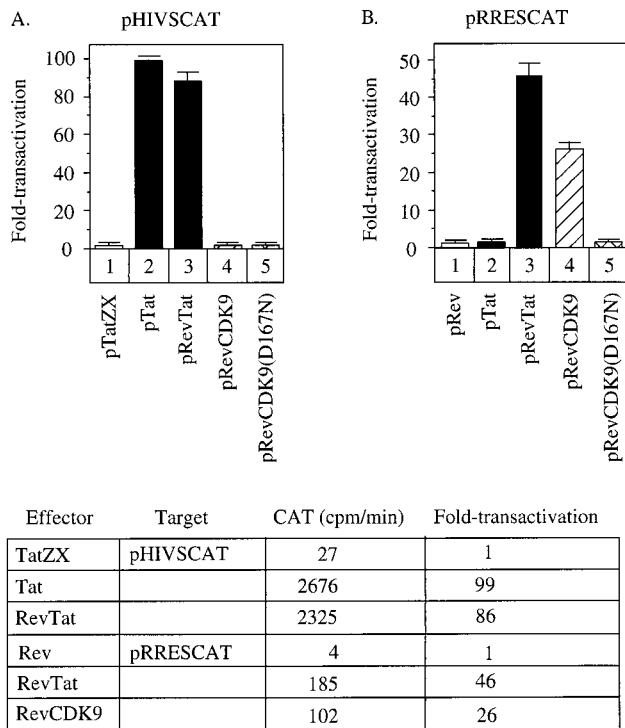 A.
pHIVSCAT
Fold-transactivation
100
80
60
40
20
0
1 2 3 4 5
pTatZX
pTat
pRevTat
pRevCDK9
pRevCDK9(D167N)
B.
pRRESCAT
Fold-transactivation
50
40
30
20
10
0
1 2 3 4 5
pRev
pTat
pRevTat
pRevCDK9
pRevCDK9(D167N)
Effector Target CAT (cpm/min) Fold-transactivation
TatZX pHIVSCAT 27 1
Tat 2676 99
RevTat 2325 86
Rev pRRESCAT 4 1
RevTat 185 46
RevCDK9 102 26